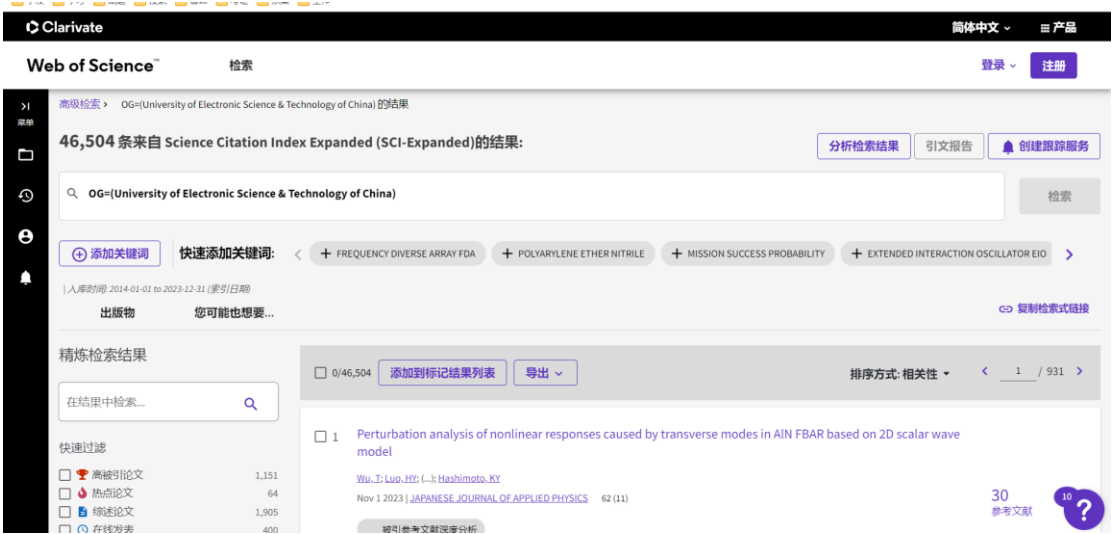 Clarivate
简体中文
产品
Web of Science™
检索
登录
注册
菜单
高级检索 > OG=(University of Electronic Science & Technology of China) 的结果
46,504 条来自 Science Citation Index Expanded (SCI-Expanded)的结果:
分析检索结果
引文报告
创建跟踪服务
OG=(University of Electronic Science & Technology of China)
检索
添加关键词
快速添加关键词:
+ FREQUENCY DIVERSE ARRAY FDA
+ POLYARYLENE ETHER NITRILE
+ MISSION SUCCESS PROBABILITY
+ EXTENDED INTERACTION OSCILLATOR EIO
| 入库时间: 2014-01-01 to 2023-12-31 (索引日期)
出版物
您可能也想要...
复制检索式链接
精炼检索结果
0/46,504
添加到标记结果列表
导出
排序方式: 相关性
1 / 931
在结果中检索...
快速过滤
高被引论文 1,151
热点论文 64
综述论文 1,905
在线发表 400
1
Perturbation analysis of nonlinear responses caused by transverse modes in AlN FBAR based on 2D scalar wave
model
Wu, T; Luo, HY; (...); Hashimoto, KY
Nov 1 2023 | JAPANESE JOURNAL OF APPLIED PHYSICS 62 (11)
30
参考文献
10
?
被引参考文献深度分析